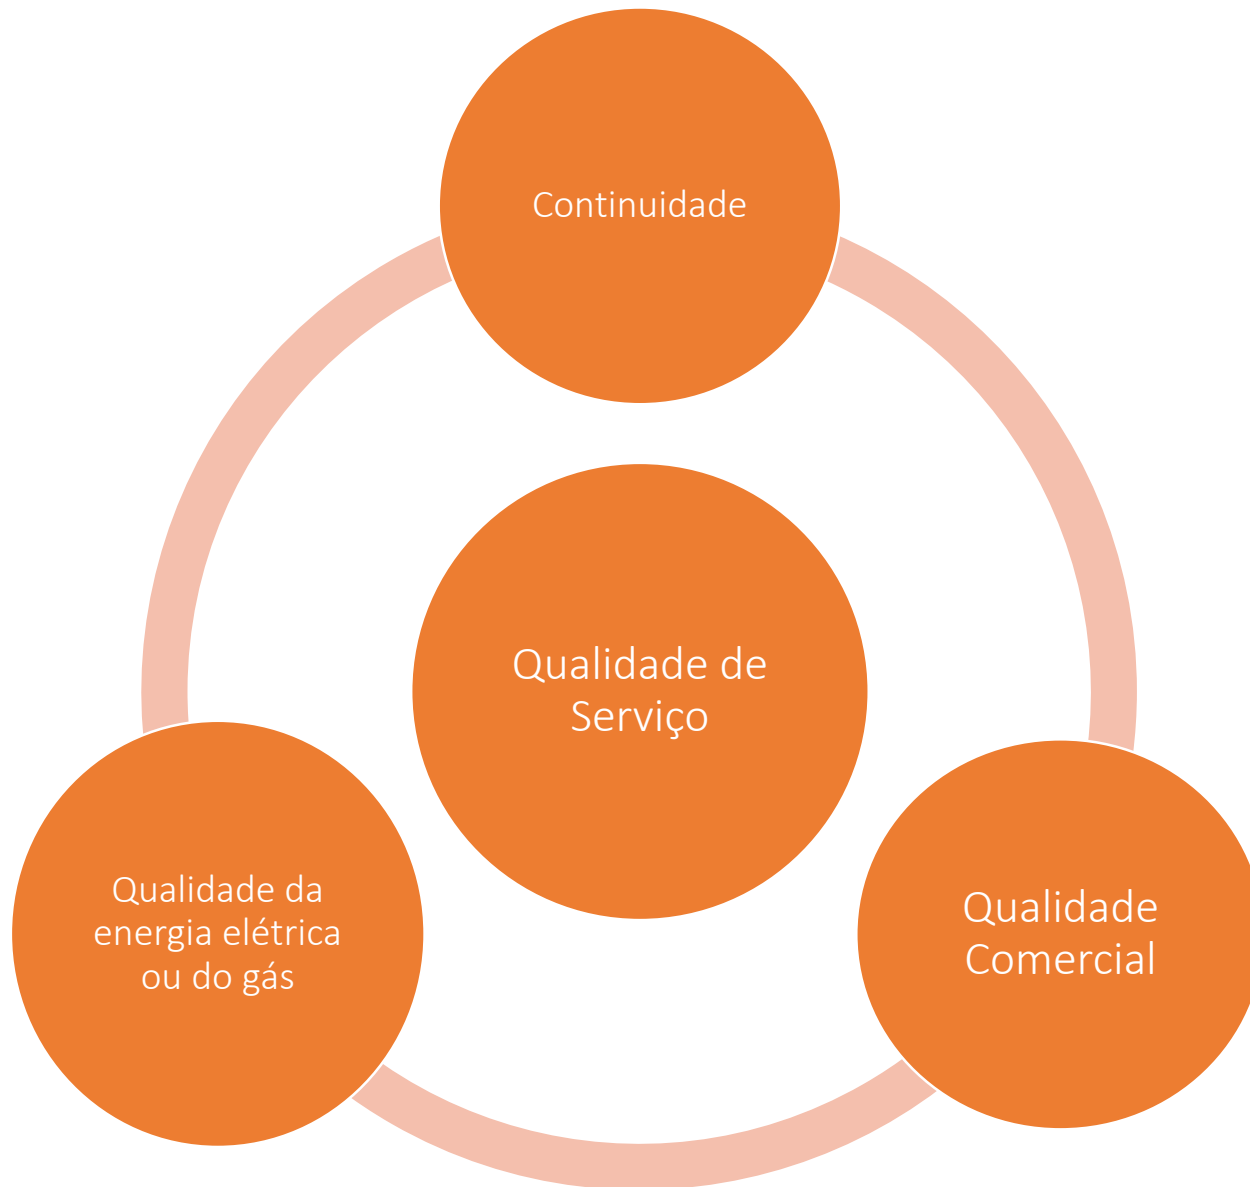 Continuidade
Qualidade de
Serviço
Qualidade da
energia elétrica
ou do gás
Qualidade
Comercial